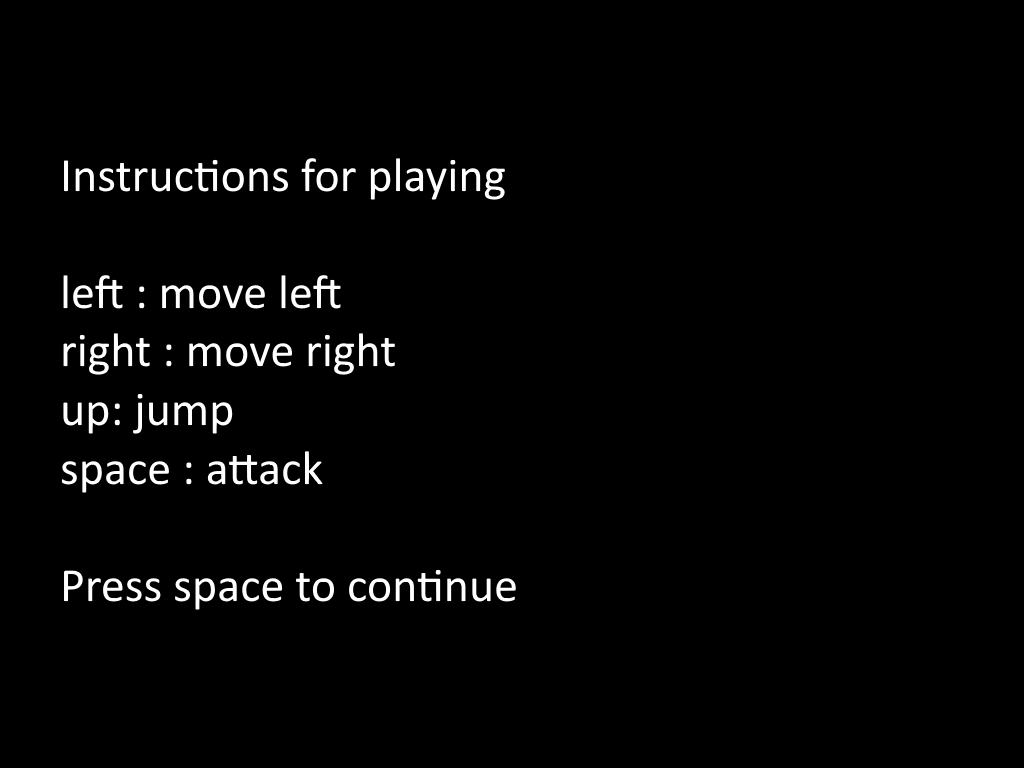 Instructions for playing
left : move left
right : move right
up: jump
space : attack
Press space to continue